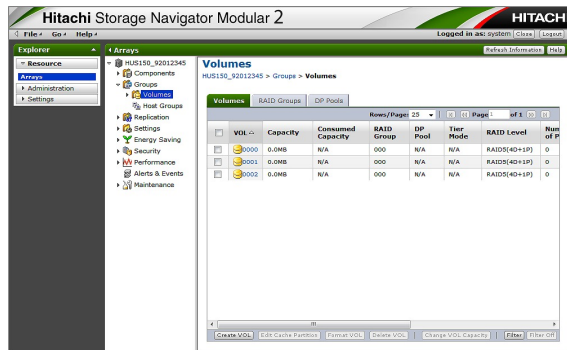 Hitachi Storage Navigator Modular 2
HITACH
File Go Help
Logged in as: system Close Logout
Explorer
Arrays
Refresh Information Help
Resource
Arrays
Administration
Settings
HUS150_92012345
Components
Groups
Volumes
Host Groups
Replication
Settings
Energy Saving
Security
Performance
Alerts & Events
Maintenance
Volumes
HUS150_92012345 > Groups > Volumes
Volumes RAID Groups DP Pools
Rows/Page: 25 Page 1 of 1
VOL Capacity Consumed Capacity RAID Group DP Pool Tier Mode RAID Level Num of P
0000 0.0MB N/A 000 N/A N/A RAID5(4D+1P) 0
0001 0.0MB N/A 000 N/A N/A RAID5(4D+1P) 0
0002 0.0MB N/A 000 N/A N/A RAID5(4D+1P) 0
Create VOL Edit Cache Partition Format VOL Delete VOL Change VOL Capacity Filter Filter Off